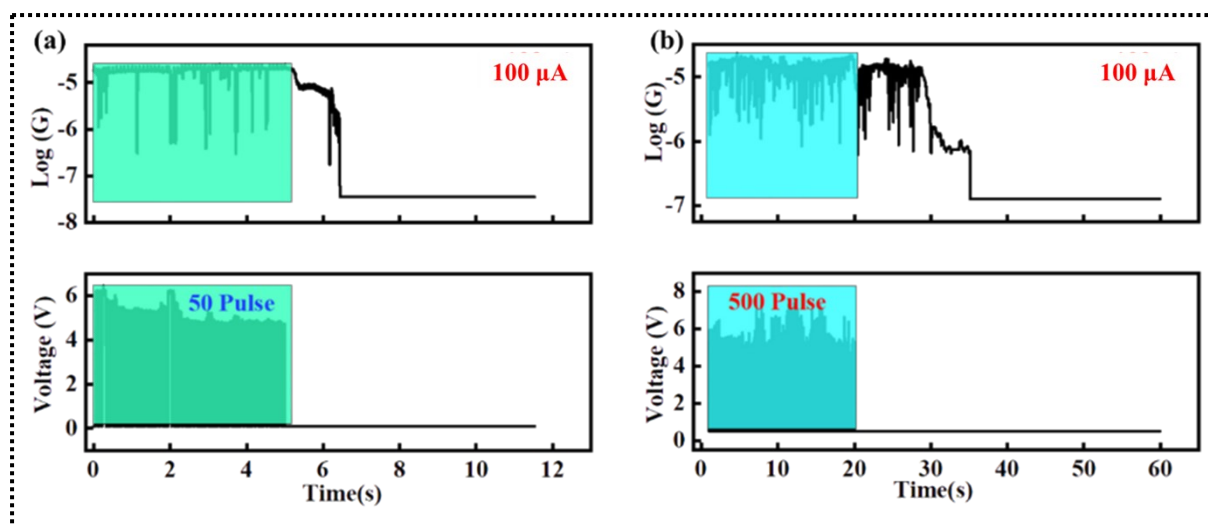 (a)
Log (G)
-5
-6
-7
-8
100 μA
Voltage (V)
6
4
2
0
50 Pulse
0 2 4 6 8 10 12
Time(s)
(b)
Log (G)
-5
-6
-7
100 μA
Voltage (V)
8
6
4
2
0
500 Pulse
0 10 20 30 40 50 60
Time(s)